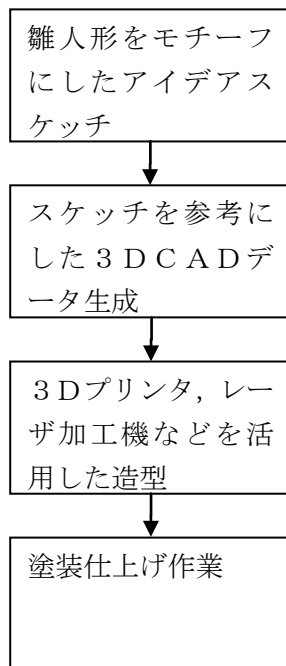 雛人形をモチーフ
にしたアイデアス
ケッチ
スケッチを参考に
した３ＤＣＡＤデ
ータ生成
３Ｄプリンタ，レー
ザ加工機などを活
用した造型
塗装仕上げ作業